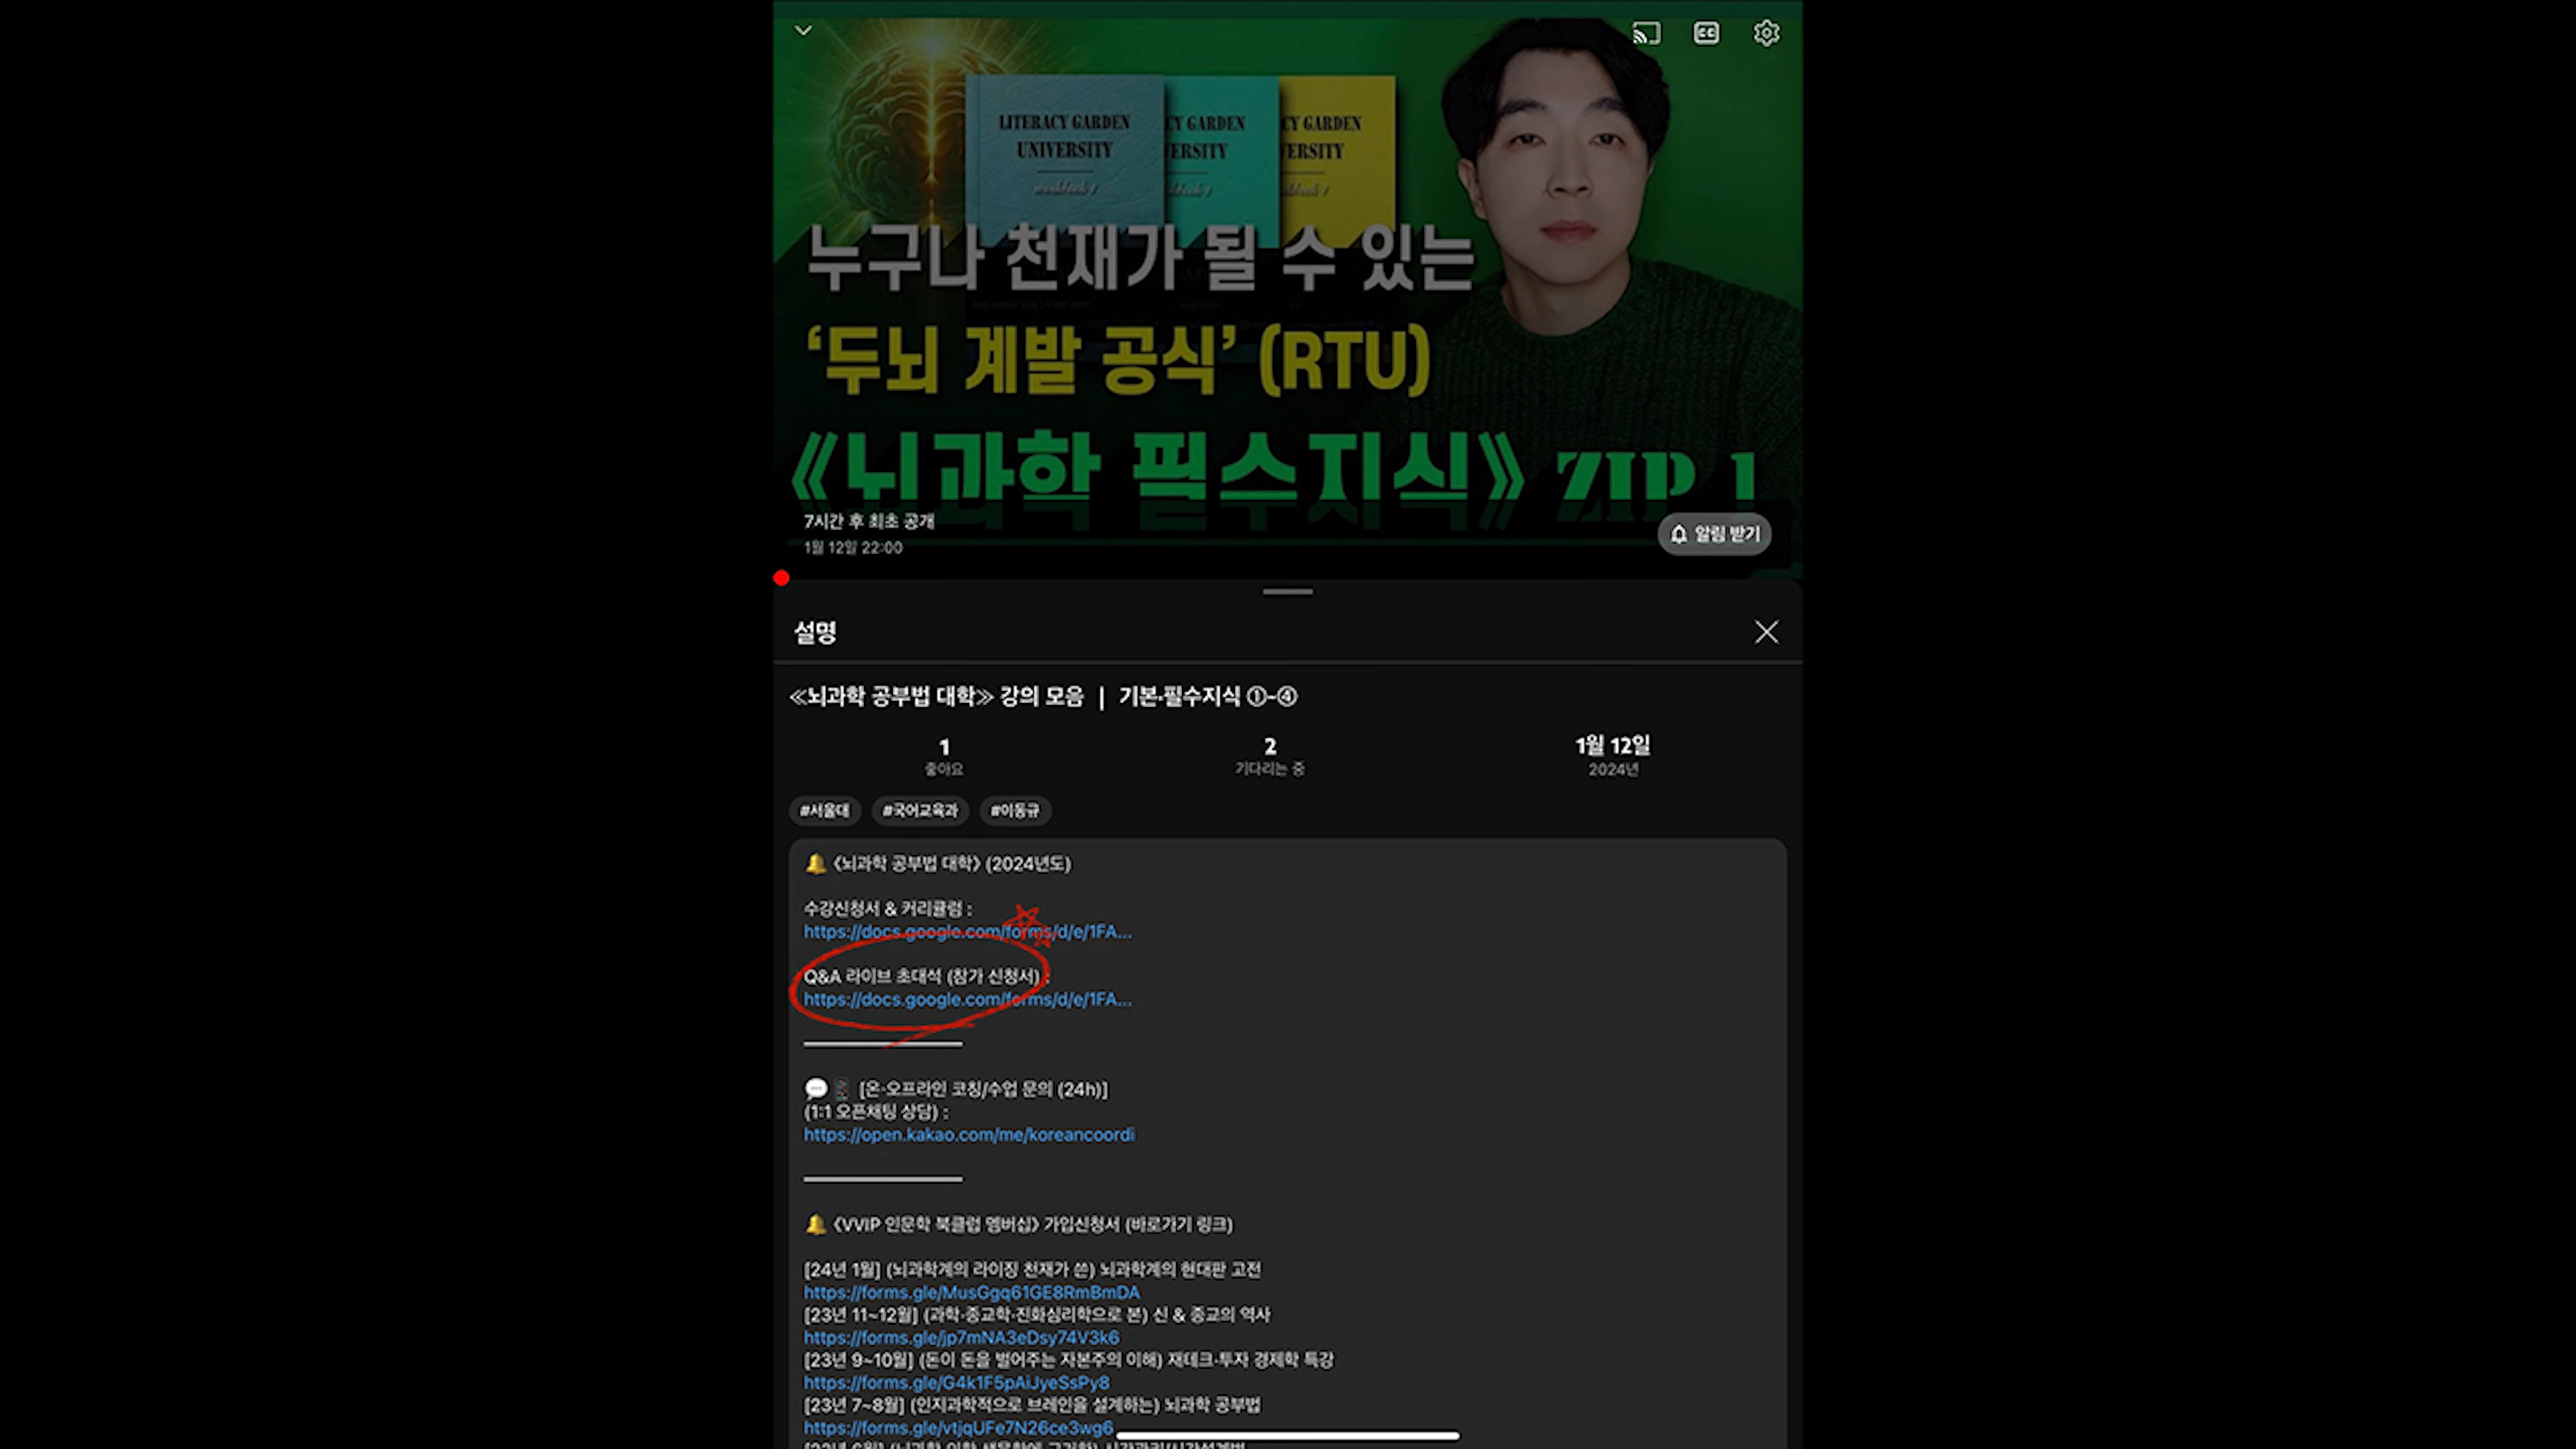 LITERACY GARDEN
UNIVERSITY
workbook 1
CY GARDEN
ERSITY
CY GARDEN
ERSITY
누구나 천재가 될 수 있는
‘두뇌 계발 공식’ (RTU)
《뇌과학 필수지식》 ZIP 1
7시간 후 최초 공개
1월 12일 22:00
알림 받기
설명
≪뇌과학 공부법 대학≫ 강의 모음 | 기본·필수지식 ①~④
1 2 1월 12일
좋아요 기다리는 중 2024년
#서울대 #국어교육과 #이동규
🔔 《뇌과학 공부법 대학》 (2024년도)
수강신청서 & 커리큘럼 :
https://docs.google.com/forms/d/e/1FA...
Q&A 라이브 초대석 (참가 신청서) :
https://docs.google.com/forms/d/e/1FA...
💬📱 [온·오프라인 코칭/수업 문의 (24h)]
(1:1 오픈채팅 상담) :
https://open.kakao.com/me/koreancoordi
🔔 《VVIP 인문학 북클럽 멤버십》 가입신청서 (바로가기 링크)
[24년 1월] (뇌과학계의 라이징 천재가 쓴) 뇌과학계의 현대판 고전
https://forms.gle/MusGgq61GE8RmBmDA
[23년 11~12월] (과학·종교학·진화심리학으로 본) 신 & 종교의 역사
https://forms.gle/jp7mNA3eDsy74V3k6
[23년 9~10월] (돈이 돈을 벌어주는 자본주의 이해) 재테크·투자 경제학 특강
https://forms.gle/G4k1F5pAiJyeSsPy8
[23년 7~8월] (인지과학적으로 브레인을 설계하는) 뇌과학 공부법
https://forms.gle/vtjqUFe7N26ce3wg6